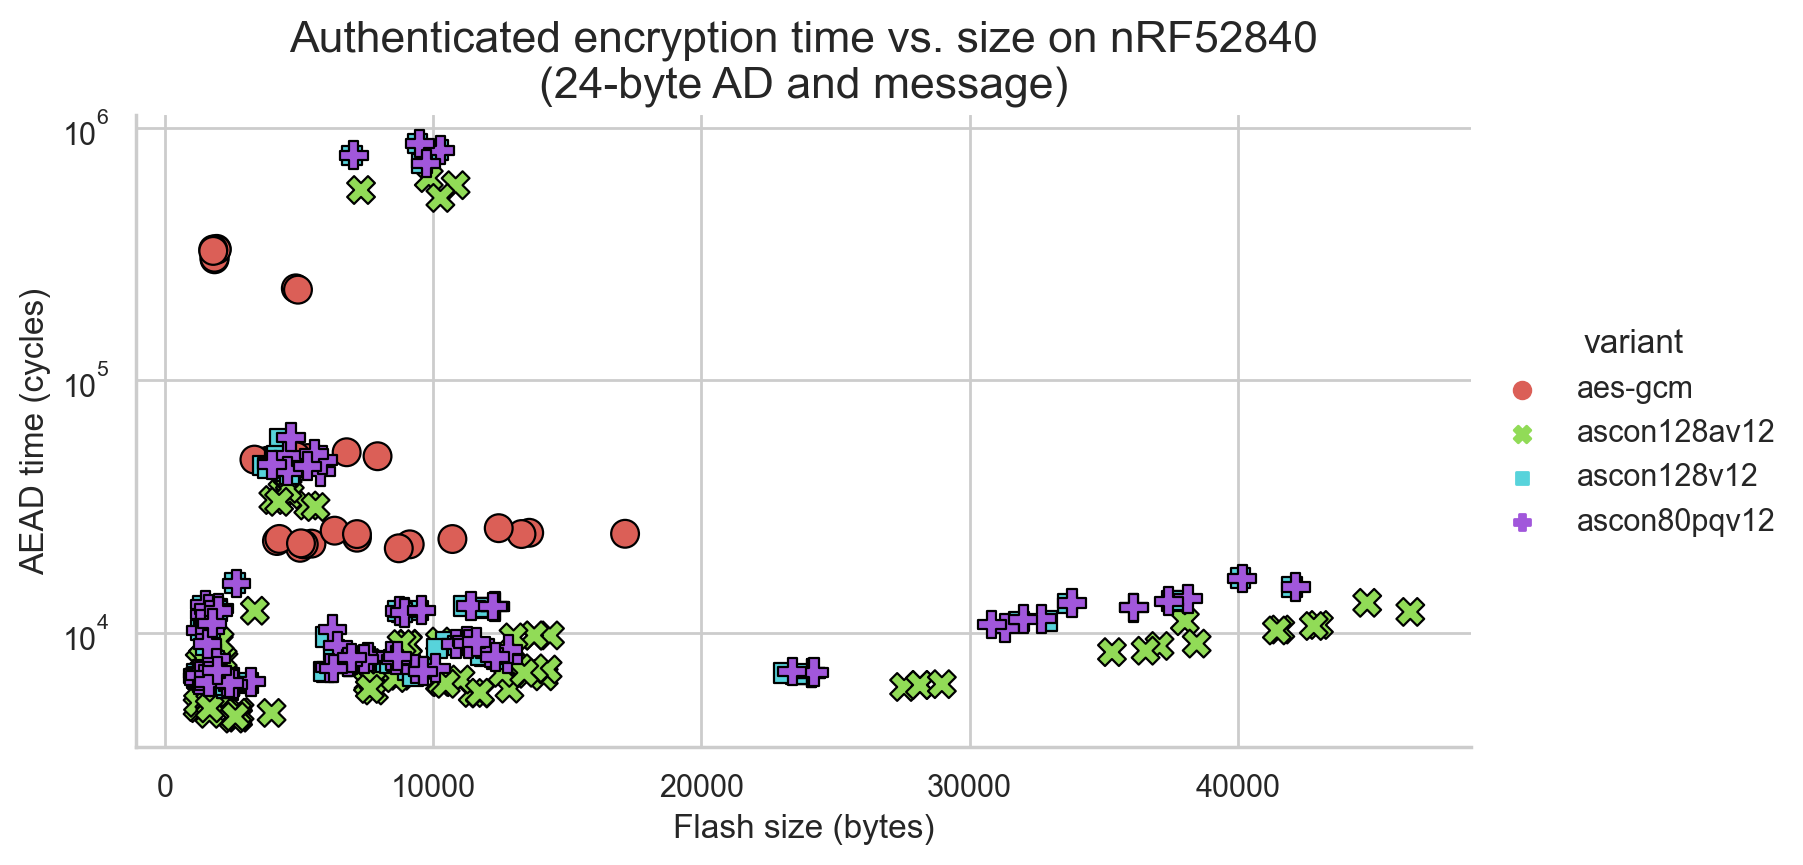 Authenticated encryption time vs. size on nRF52840
(24-byte AD and message)
10^6
10^5
10^4
AEAD time (cycles)
0 10000 20000 30000 40000
Flash size (bytes)
variant
aes-gcm
ascon128av12
ascon128v12
ascon80pqv12